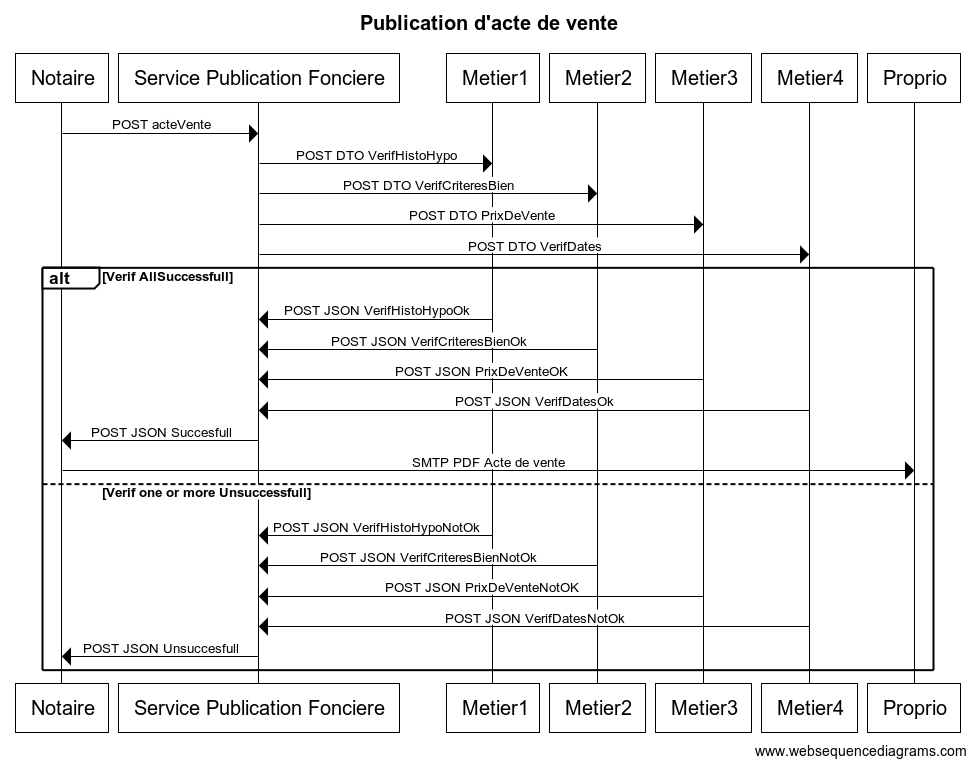 Publication d'acte de vente
Notaire Service Publication Fonciere Metier1 Metier2 Metier3 Metier4 Proprio
POST acteVente
POST DTO VerifHistoHypo
POST DTO VerifCriteresBien
POST DTO PrixDeVente
POST DTO VerifDates
alt [Verif AllSuccessfull]
POST JSON VerifHistoHypoOk
POST JSON VerifCriteresBienOk
POST JSON PrixDeVenteOK
POST JSON VerifDatesOk
POST JSON Succesfull
SMTP PDF Acte de vente
[Verif one or more Unsuccessfull]
POST JSON VerifHistoHypoNotOk
POST JSON VerifCriteresBienNotOk
POST JSON PrixDeVenteNotOK
POST JSON VerifDatesNotOk
POST JSON Unsuccesfull
Notaire Service Publication Fonciere Metier1 Metier2 Metier3 Metier4 Proprio
www.websequencediagrams.com